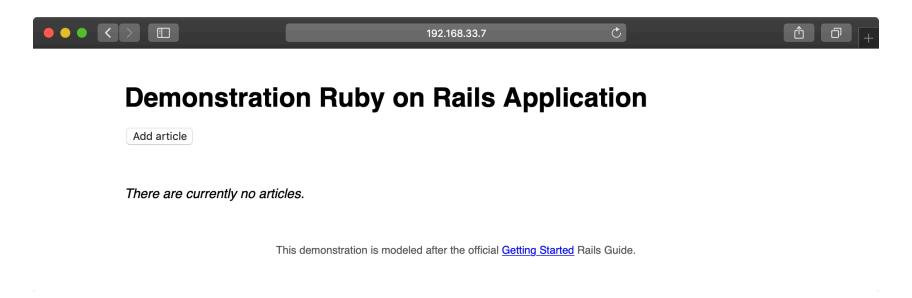 192.168.33.7
Demonstration Ruby on Rails Application
Add article
There are currently no articles.
This demonstration is modeled after the official Getting Started Rails Guide.